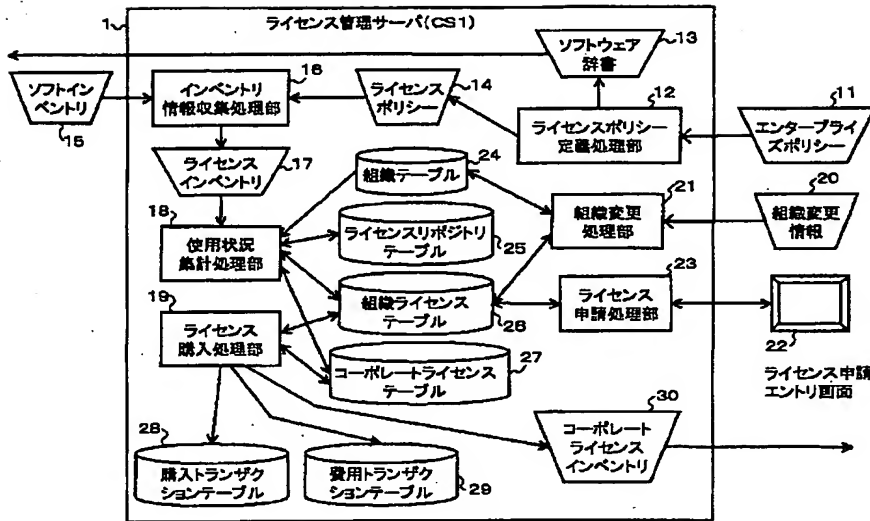 1
ライセンス管理サーバ(CS1)
ソフトウェア
辞書
13
ソフトイン
ベントリ
15
インベントリ
情報収集処理部
16
ライセンス
ポリシー
14
ライセンスポリシー
定義処理部
12
エンタープライ
ズポリシー
11
ライセンス
インベントリ
17
組織テーブル
24
組織変更
処理部
21
組織変更
情報
20
使用状況
集計処理部
18
ライセンスリポジトリ
テーブル
25
組織ライセンス
テーブル
26
ライセンス
申請処理部
23
22
ライセンス申請
エントリ画面
ライセンス
購入処理部
19
コーポレートライセンス
テーブル
27
コーポレート
ライセンス
インベントリ
30
購入トランザク
ションテーブル
28
費用トランザク
ションテーブル
29